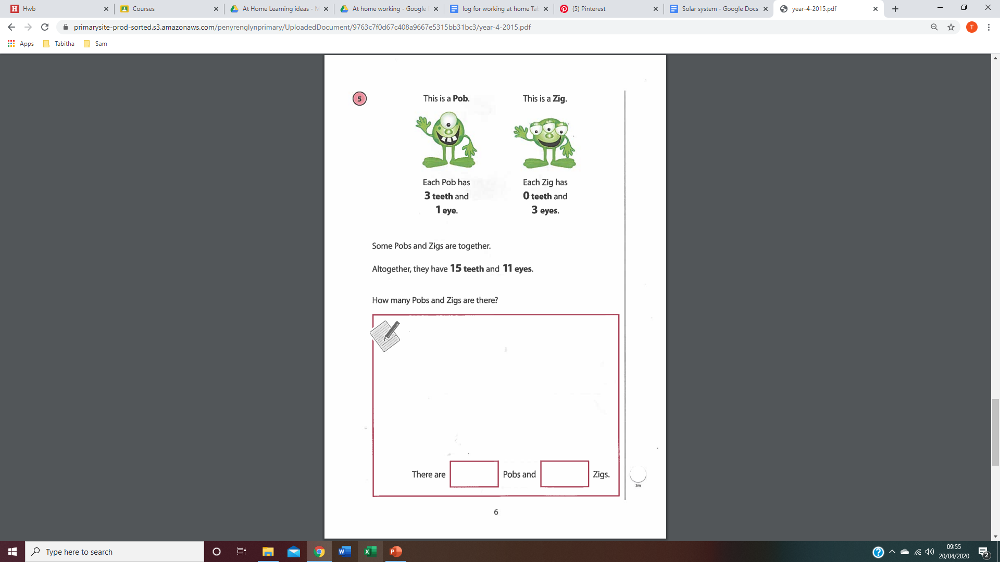 Hwb
Courses
At Home Learning ideas - M
At home working - Google
log for working at home Ta
(5) Pinterest
Solar system - Google Docs
year-4-2015.pdf
primarysite-prod-sorted.s3.amazonaws.com/penyrenglynprimary/UploadedDocument/9763c7f0d67c408a9667e5315bb31bc3/year-4-2015.pdf
T
Apps
Tabitha
Sam
5
This is a Pob.
This is a Zig.
Each Pob has
3 teeth and
1 eye.
Each Zig has
0 teeth and
3 eyes.
Some Pobs and Zigs are together.
Altogether, they have 15 teeth and 11 eyes.
How many Pobs and Zigs are there?
There are Pobs and Zigs.
3m
6
Type here to search
09:55
20/04/2020
2